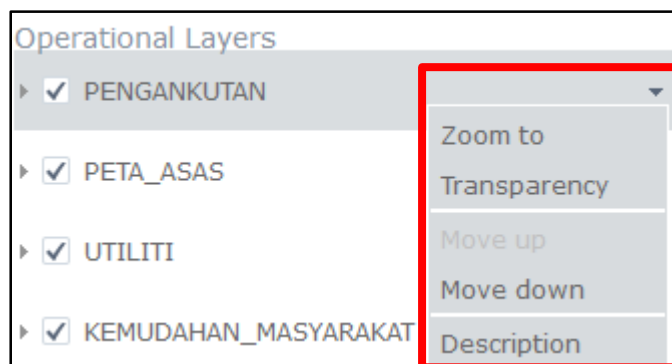 Operational Layers
PENGANKUTAN
Zoom to
PETA_ASAS
Transparency
Move up
UTILITI
Move down
KEMUDAHAN_MASYARAKAT
Description